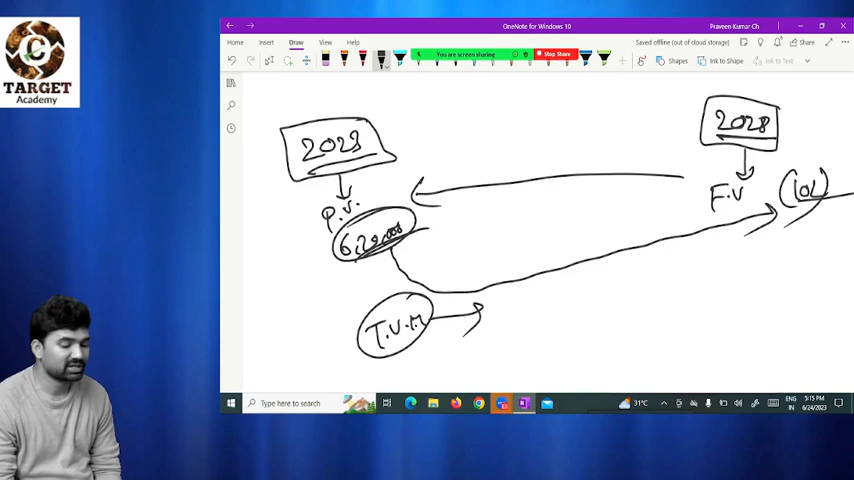 OneNote for Windows 10
Praveen Kumar Ch
Home Insert Draw View Help
You are screen sharing
Stop Share
Saved offline (out of cloud storage)
Share
Shapes
Ink to Shape
Ink to Text
TARGET
Academy
2023
2028
P.V.
F.V
(10L)
T.V.M
Type here to search
31°C
ENG
IN
5:15 PM
6/24/2023